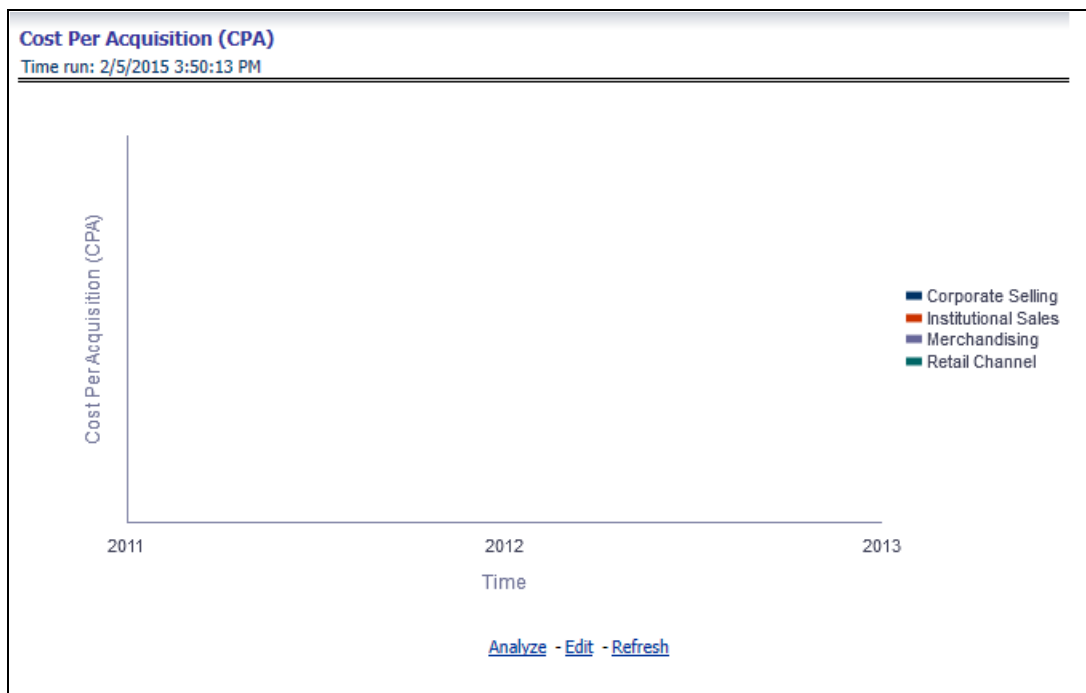 Cost Per Acquisition (CPA)
Time run: 2/5/2015 3:50:13 PM
Cost Per Acquisition (CPA)
Corporate Selling
Institutional Sales
Merchandising
Retail Channel
2011 2012 2013
Time
Analyze - Edit - Refresh